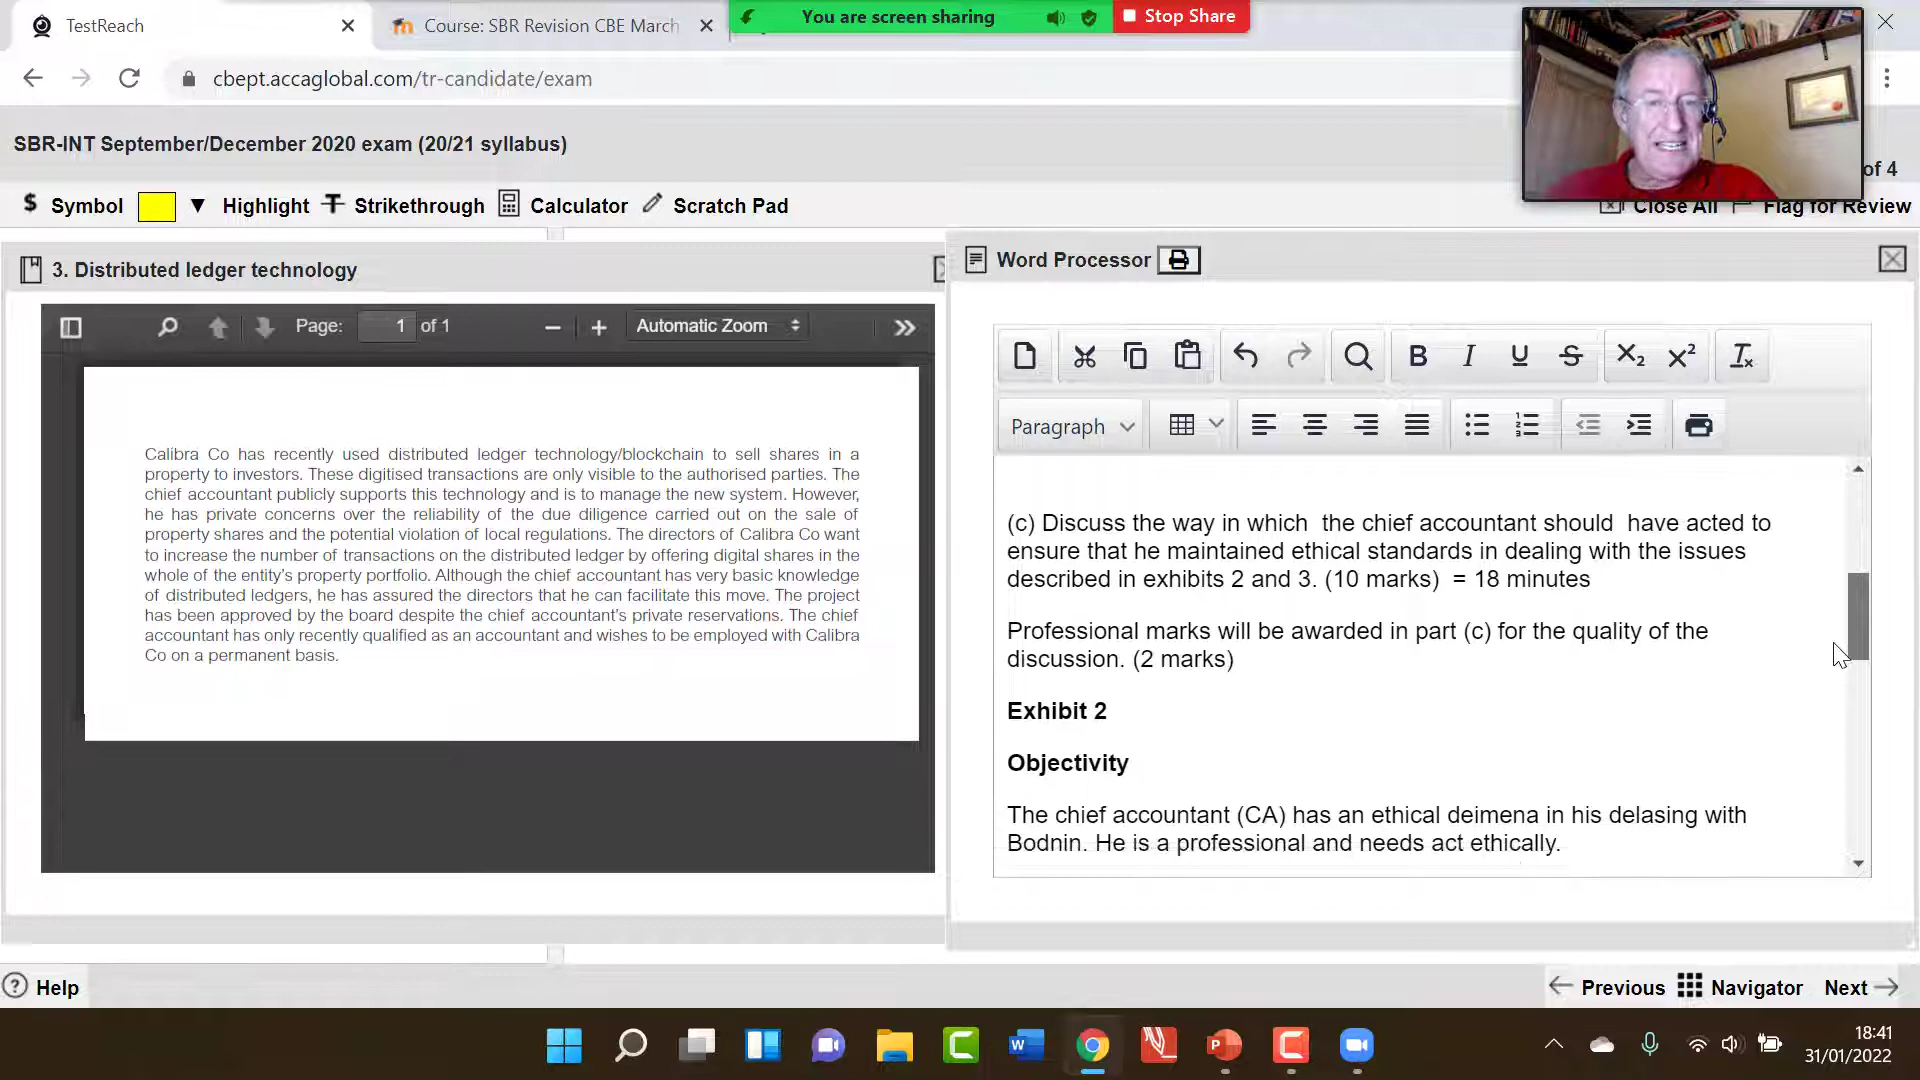 TestReach
Course: SBR Revision CBE March
You are screen sharing
Stop Share
cbept.accaglobal.com/tr-candidate/exam
SBR-INT September/December 2020 exam (20/21 syllabus)
of 4
Symbol
Highlight
Strikethrough
Calculator
Scratch Pad
Close All
Flag for Review
3. Distributed ledger technology
Page: 1 of 1
Automatic Zoom
Calibra Co has recently used distributed ledger technology/blockchain to sell shares in a
property to investors. These digitised transactions are only visible to the authorised parties. The
chief accountant publicly supports this technology and is to manage the new system. However,
he has private concerns over the reliability of the due diligence carried out on the sale of
property shares and the potential violation of local regulations. The directors of Calibra Co want
to increase the number of transactions on the distributed ledger by offering digital shares in the
whole of the entity's property portfolio. Although the chief accountant has very basic knowledge
of distributed ledgers, he has assured the directors that he can facilitate this move. The project
has been approved by the board despite the chief accountant's private reservations. The chief
accountant has only recently qualified as an accountant and wishes to be employed with Calibra
Co on a permanent basis.
Word Processor
Paragraph
(c) Discuss the way in which the chief accountant should have acted to
ensure that he maintained ethical standards in dealing with the issues
described in exhibits 2 and 3. (10 marks) = 18 minutes
Professional marks will be awarded in part (c) for the quality of the
discussion. (2 marks)
Exhibit 2
Objectivity
The chief accountant (CA) has an ethical deimena in his delasing with
Bodnin. He is a professional and needs act ethically.
Help
Previous
Navigator
Next
18:41
31/01/2022